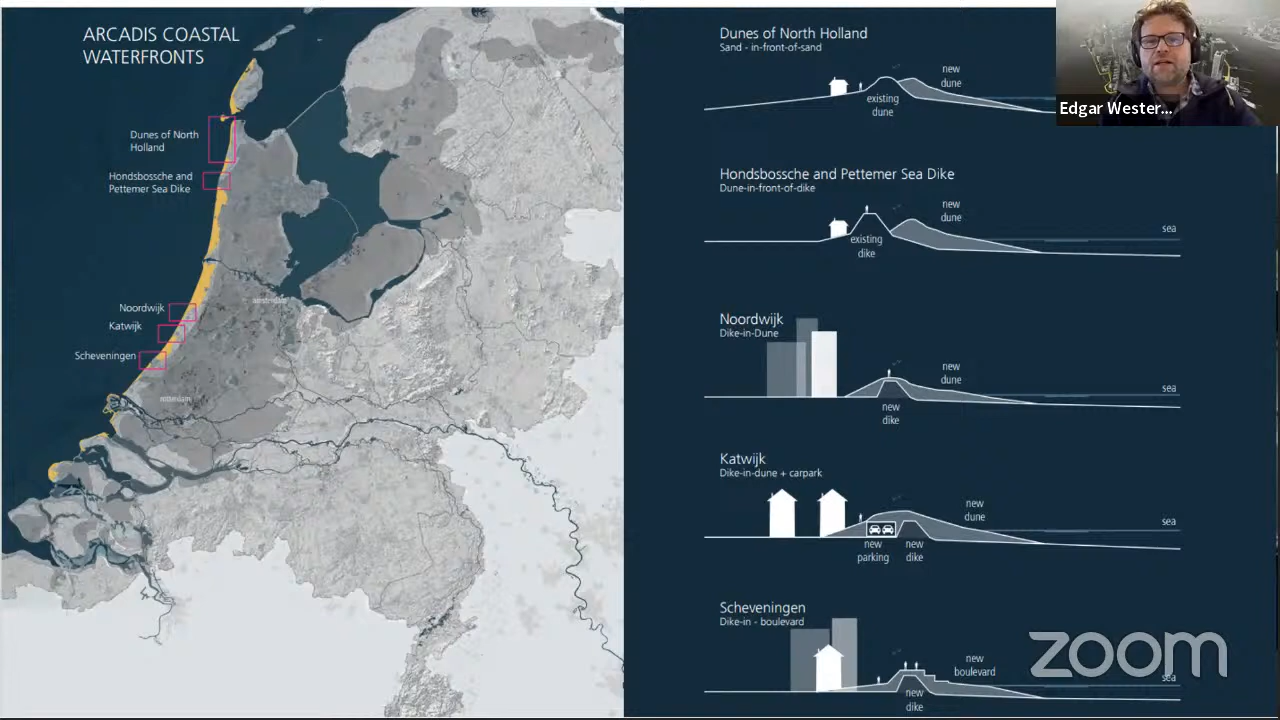 ARCADIS COASTAL
WATERFRONTS
Dunes of North
Holland
Hondsbossche and
Pettemer Sea Dike
Noordwijk
Katwijk
Scheveningen
amsterdam
rotterdam
Dunes of North Holland
Sand - in-front-of-sand
new
dune
existing
dune
Hondsbossche and Pettemer Sea Dike
Dune-in-front-of-dike
new
dune
sea
existing
dike
Noordwijk
Dike-in-Dune
new
dune
sea
new
dike
Katwijk
Dike-in-dune + carpark
new
dune
sea
new
parking
new
dike
Scheveningen
Dike-in - boulevard
new
boulevard
sea
new
dike
Edgar Wester...
zoom